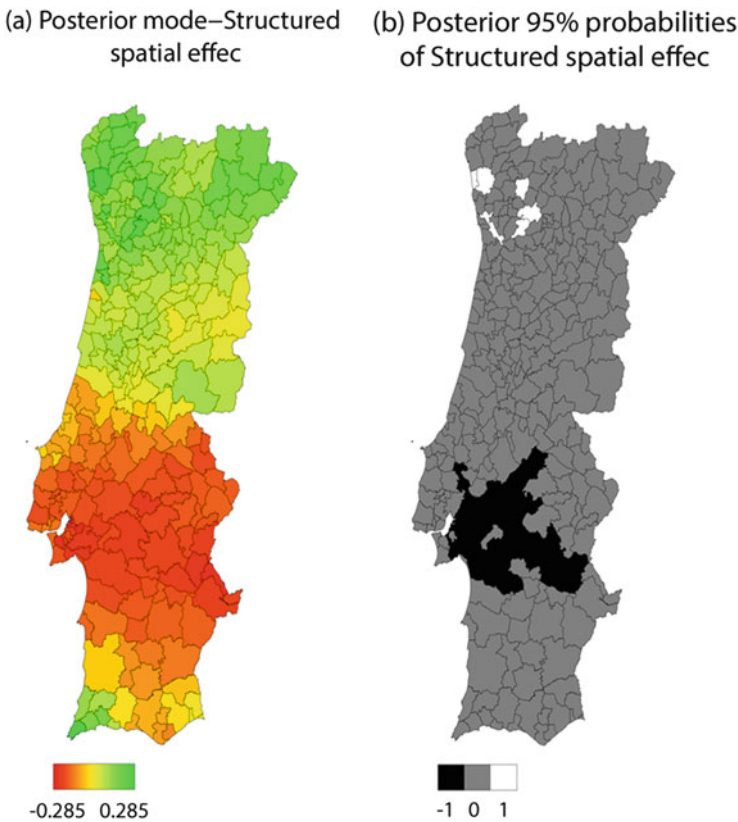 (a) Posterior mode–Structured
spatial effec
(b) Posterior 95% probabilities
of Structured spatial effec
-0.285 0.285
-1 0 1